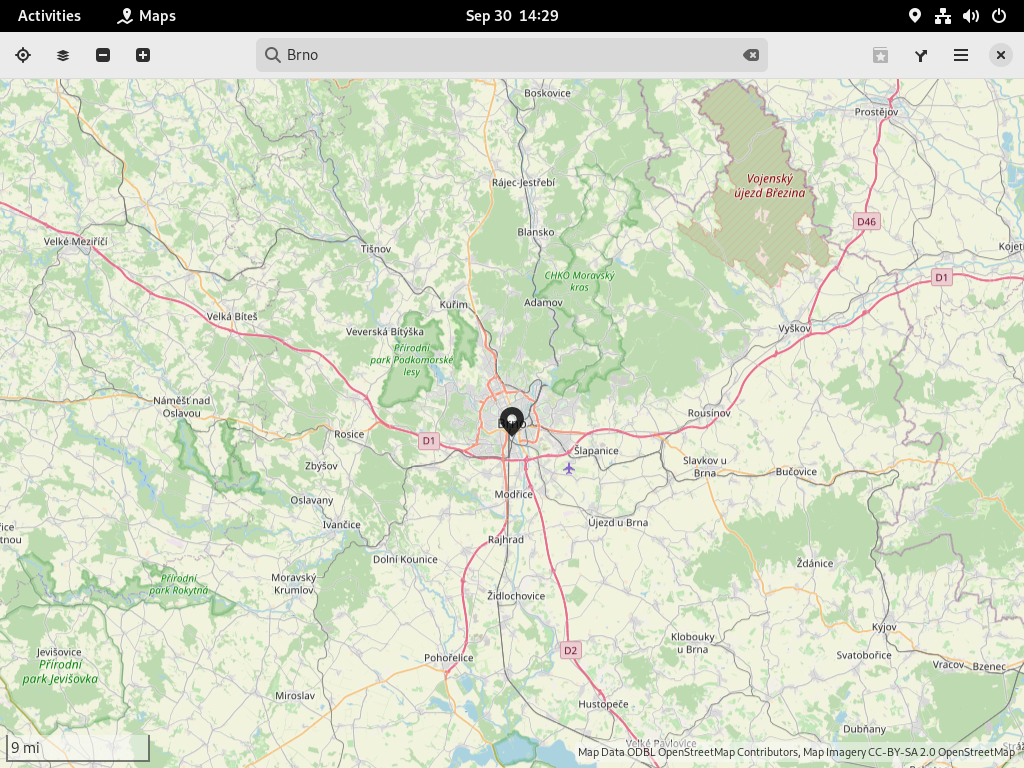 Activities
Maps
Sep 30 14:29
Brno
Boskovice
Prostějov
Vojenský
újezd Březina
Rájec-Jestřebí
D46
Blansko
Velké Meziříčí
Tišnov
CHKO Moravský
kras
D1
Kuřim
Adamov
Velká Bíteš
Veverská Bítýška
Vyškov
Přírodní
park Podkomorské
lesy
Náměšť nad
Oslavou
Rousínov
Rosice
D1
Brno
Šlapanice
Zbýšov
Slavkov u
Brna
Bučovice
Oslavany
Modřice
Ivančice
Újezd u Brna
Rajhrad
Dolní Kounice
Ždánice
Přírodní
park Rokytná
Moravský
Krumlov
Židlochovice
Kyjov
Klobouky
u Brna
Jevišovice
Přírodní
park Jevišovka
Pohořelice
D2
Svatobořice
Vracov
Bzenec
Miroslav
Hustopeče
Dubňany
Velké Pavlovice
9 mi
Map Data ODBL OpenStreetMap Contributors, Map Imagery CC-BY-SA 2.0 OpenStreetMap